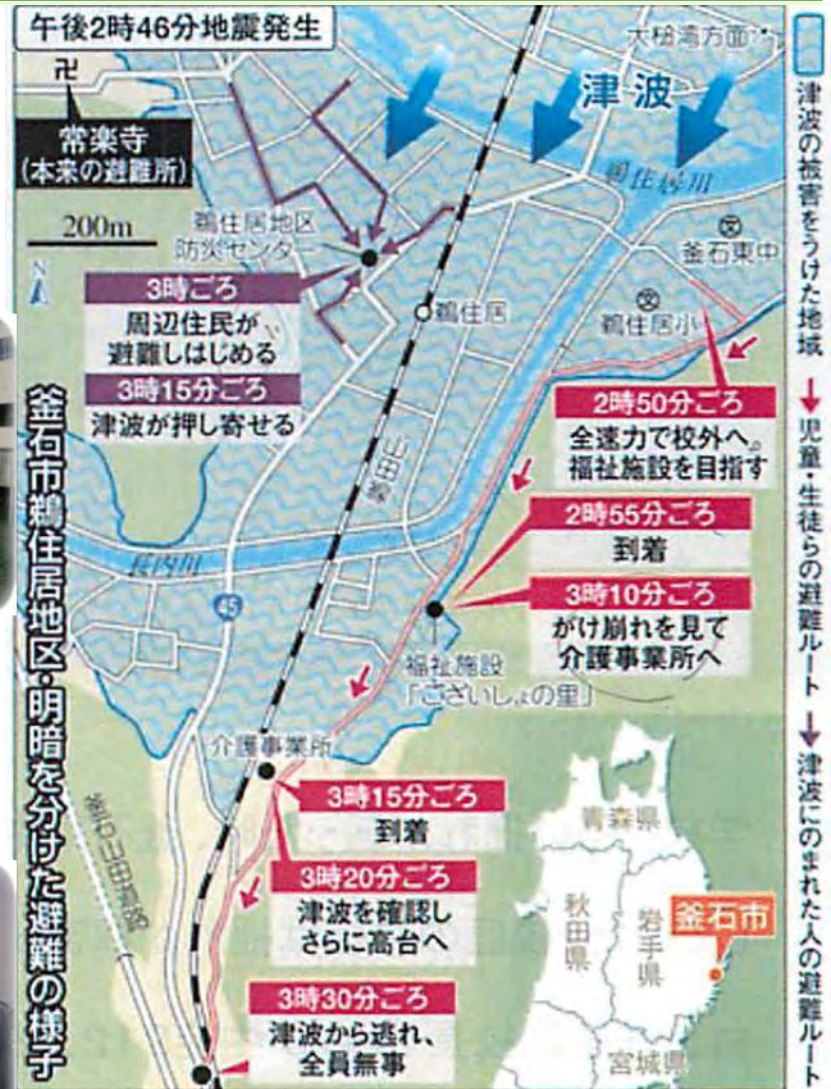 午後2時46分地震発生
大槌湾方面
津波
卍
常楽寺
(本来の避難所)
200m
N
鵜住居川
釜石東中
鵜住居小
鵜住居地区
防災センター
3時ごろ
周辺住民が
避難しはじめる
3時15分ごろ
津波が押し寄せる
鵜住居
山田線
2時50分ごろ
全速力で校外へ。
福祉施設を目指す
2時55分ごろ
到着
3時10分ごろ
がけ崩れを見て
介護事業所へ
長内川
45
福祉施設
「ございしょの里」
介護事業所
3時15分ごろ
到着
3時20分ごろ
津波を確認し
さらに高台へ
3時30分ごろ
津波から逃れ、
全員無事
青森県
秋田県
岩手県
釜石市
宮城県
釜石市鵜住居地区・明暗を分けた避難の様子
津波の被害をうけた地域
児童・生徒らの避難ルート
津波にのまれた人の避難ルート